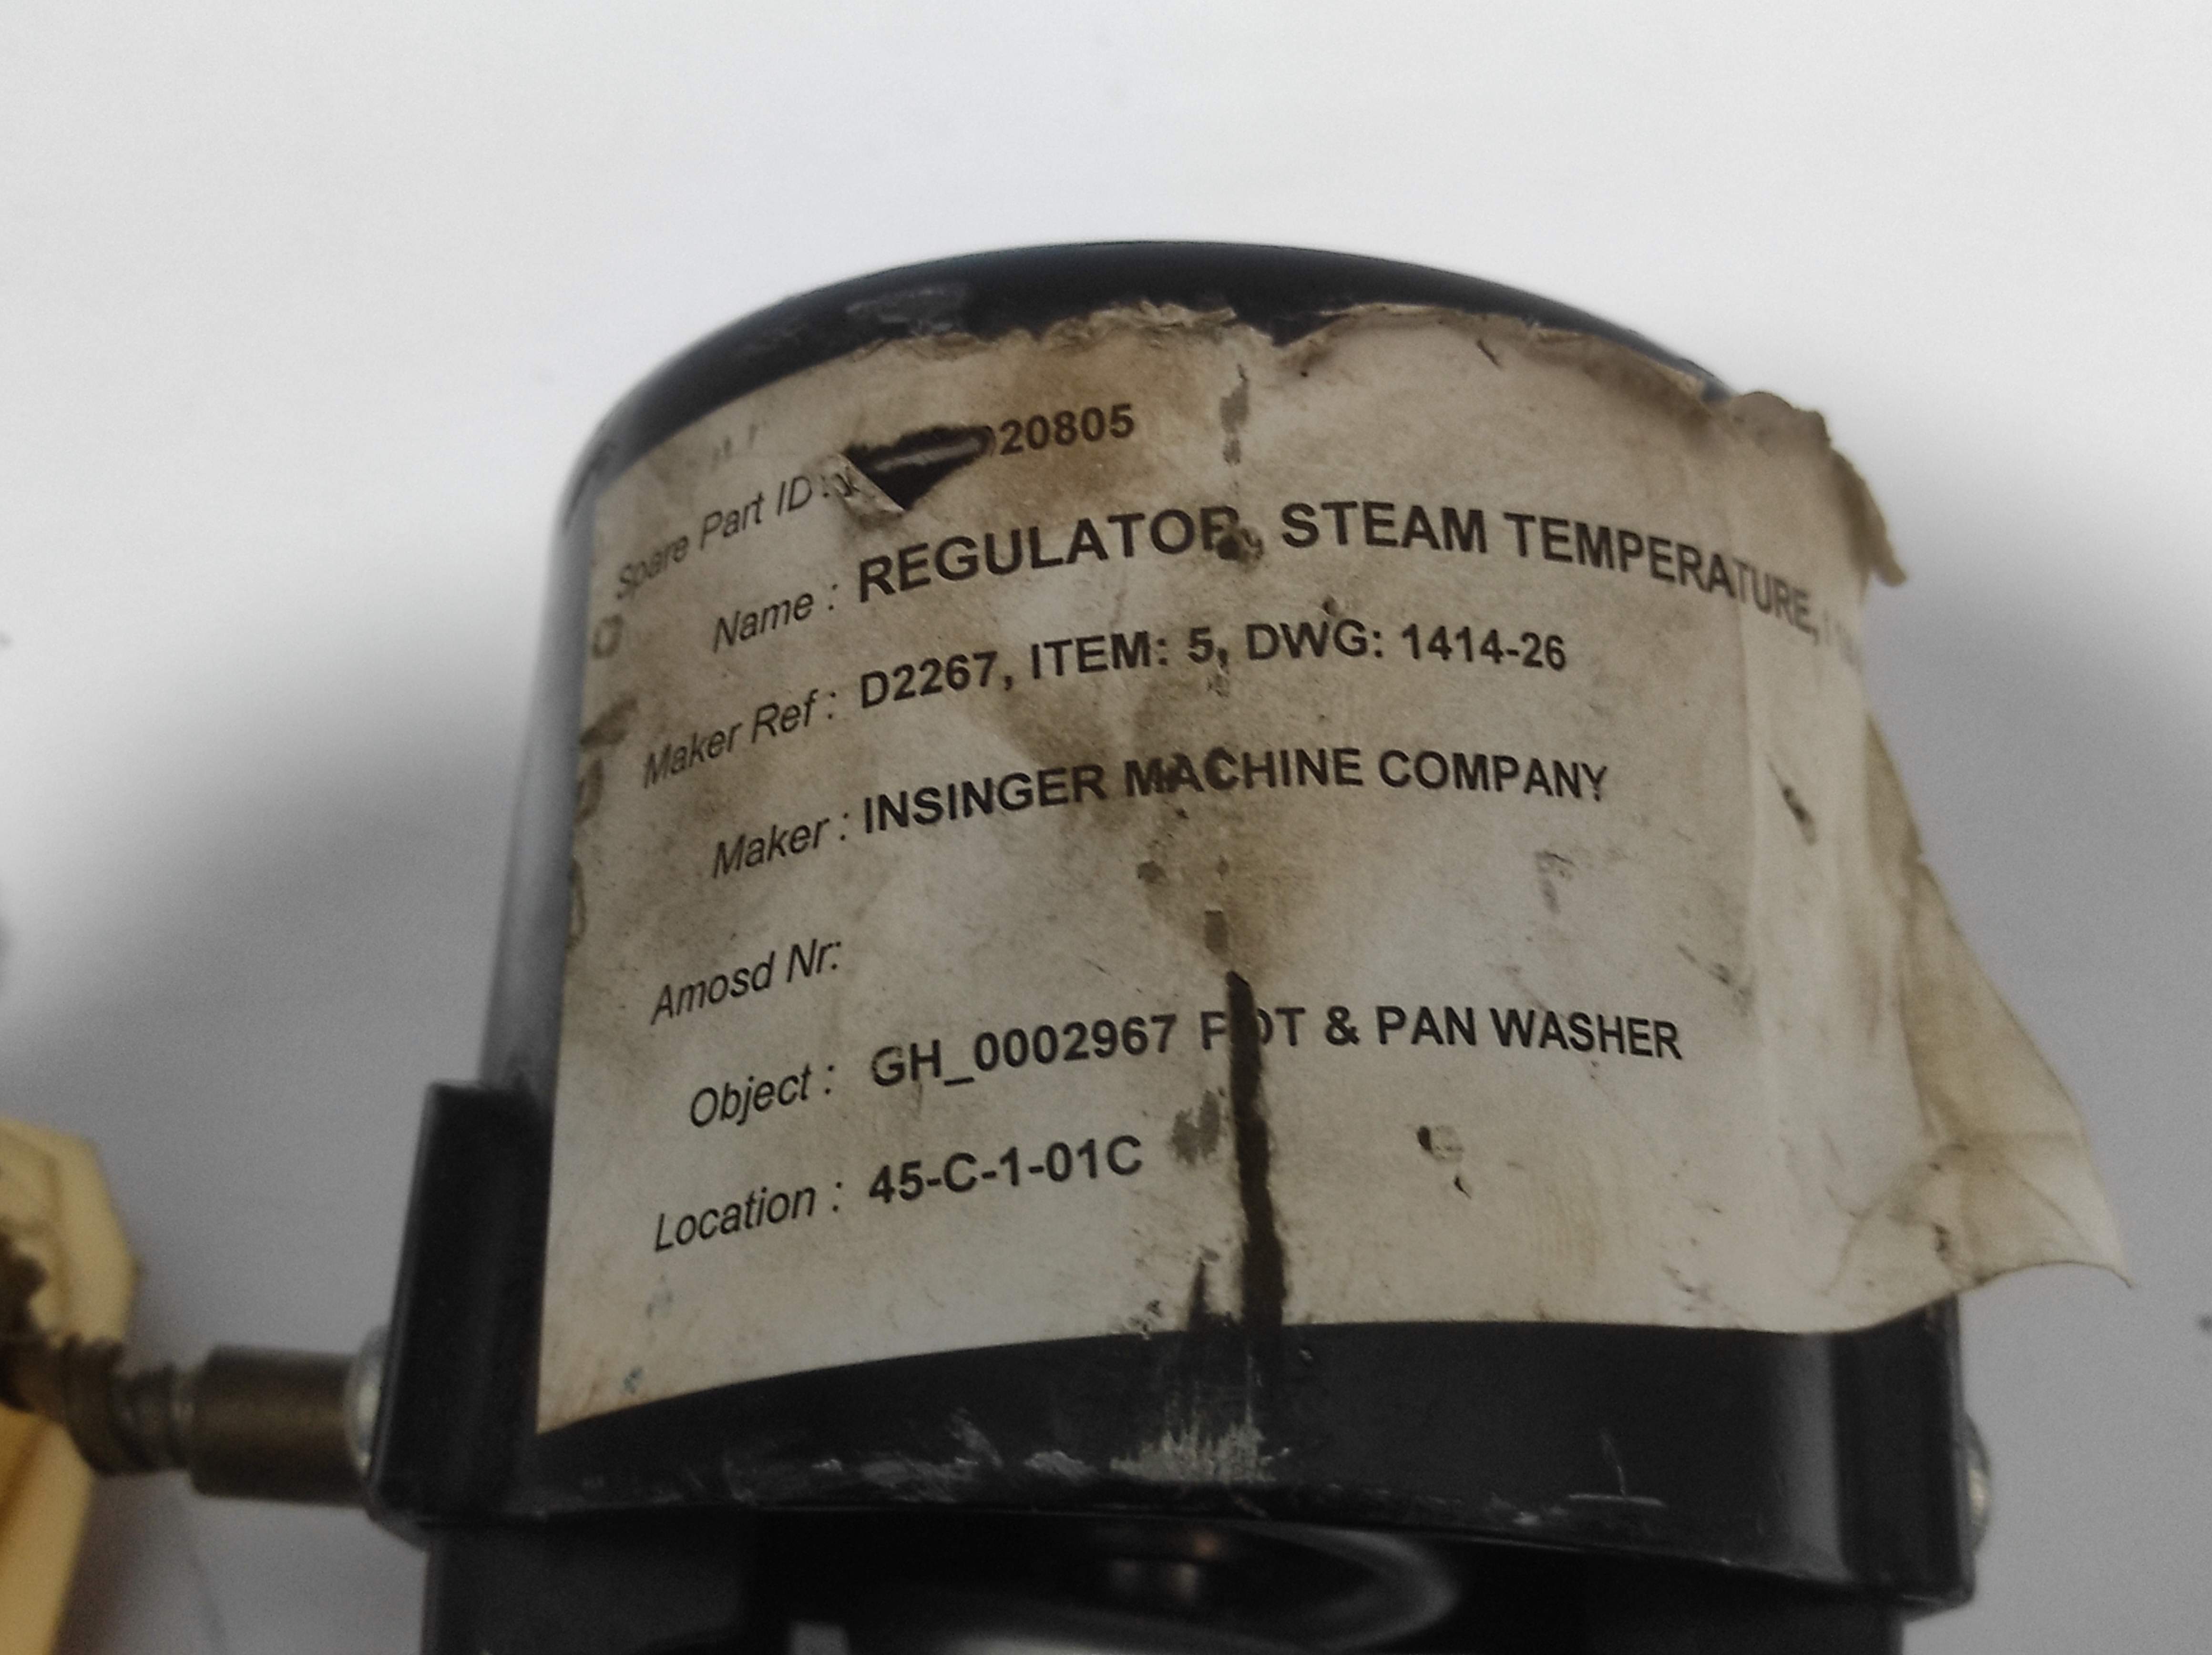 Spare Part ID: 20805
Name : REGULATOR, STEAM TEMPERATURE,
Maker Ref : D2267, ITEM: 5, DWG: 1414-26
Maker : INSINGER MACHINE COMPANY
Amosd Nr:
Object : GH_0002967 POT & PAN WASHER
Location : 45-C-1-01C